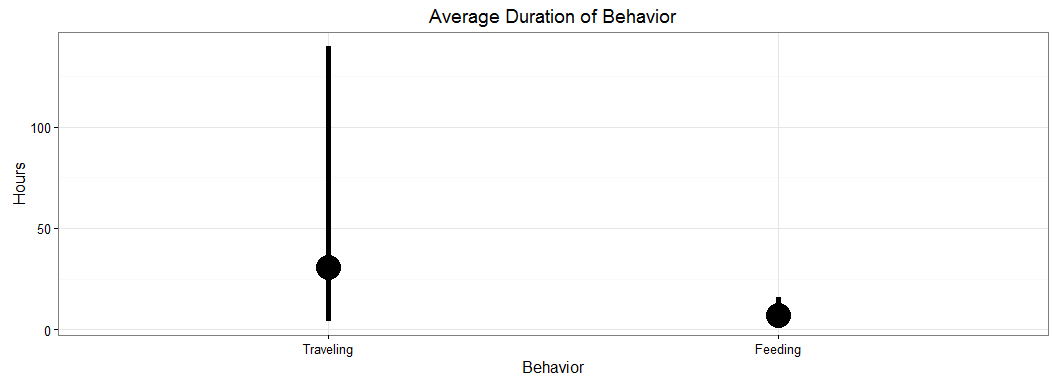 Average Duration of Behavior
Hours
100
50
0
Traveling
Feeding
Behavior